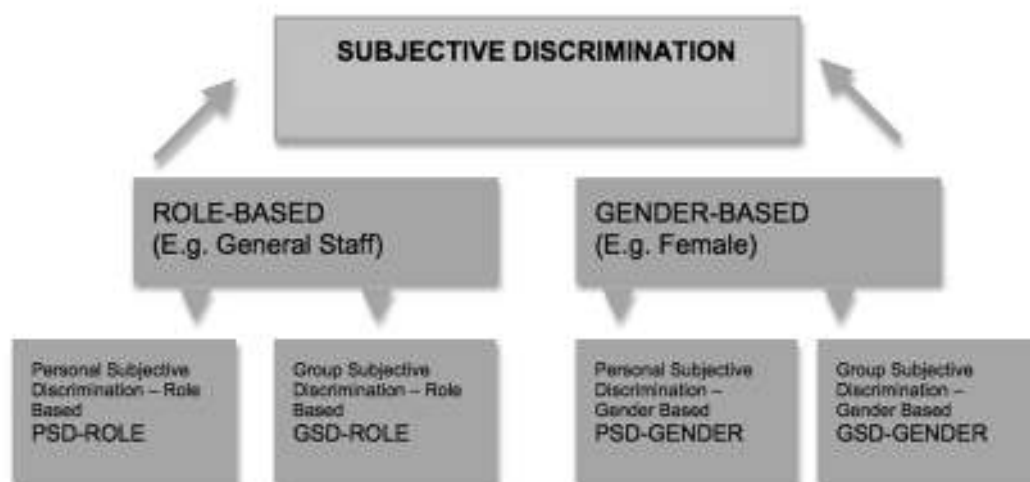 SUBJECTIVE DISCRIMINATION
ROLE-BASED
(E.g. General Staff)
GENDER-BASED
(E.g. Female)
Personal Subjective
Discrimination – Role
Based
PSD-ROLE
Group Subjective
Discrimination – Role
Based
GSD-ROLE
Personal Subjective
Discrimination –
Gender Based
PSD-GENDER
Group Subjective
Discrimination –
Gender Based
GSD-GENDER